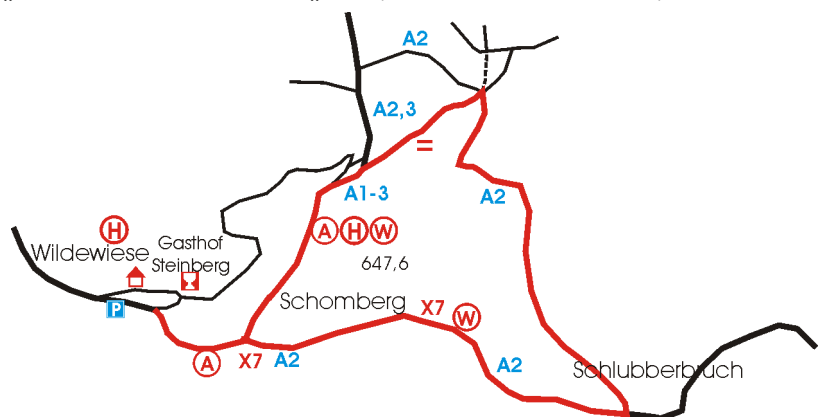 A2
A2,3
=
A1-3
A2
H
Wildewiese
Gasthof
Steinberg
A H W
647,6
P
Schomberg
X7 W
A
X7 A2
A2
Schlubberbruch